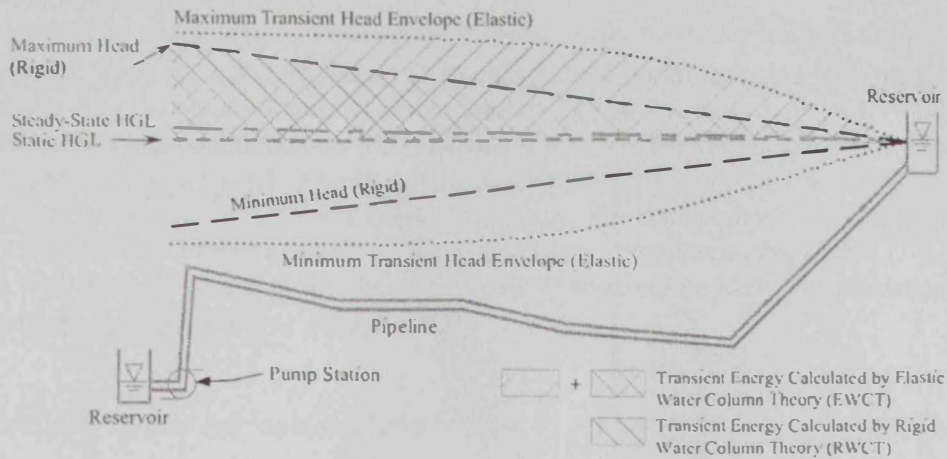 Maximum Transient Head Envelope (Elastic)
Maximum Head
(Rigid)
Reservoir
Steady-State HGL
Static HGL
Minimum Head (Rigid)
Minimum Transient Head Envelope (Elastic)
Pipeline
Pump Station
Reservoir
+
Transient Energy Calculated by Elastic
Water Column Theory (EWCT)
Transient Energy Calculated by Rigid
Water Column Theory (RWCT)